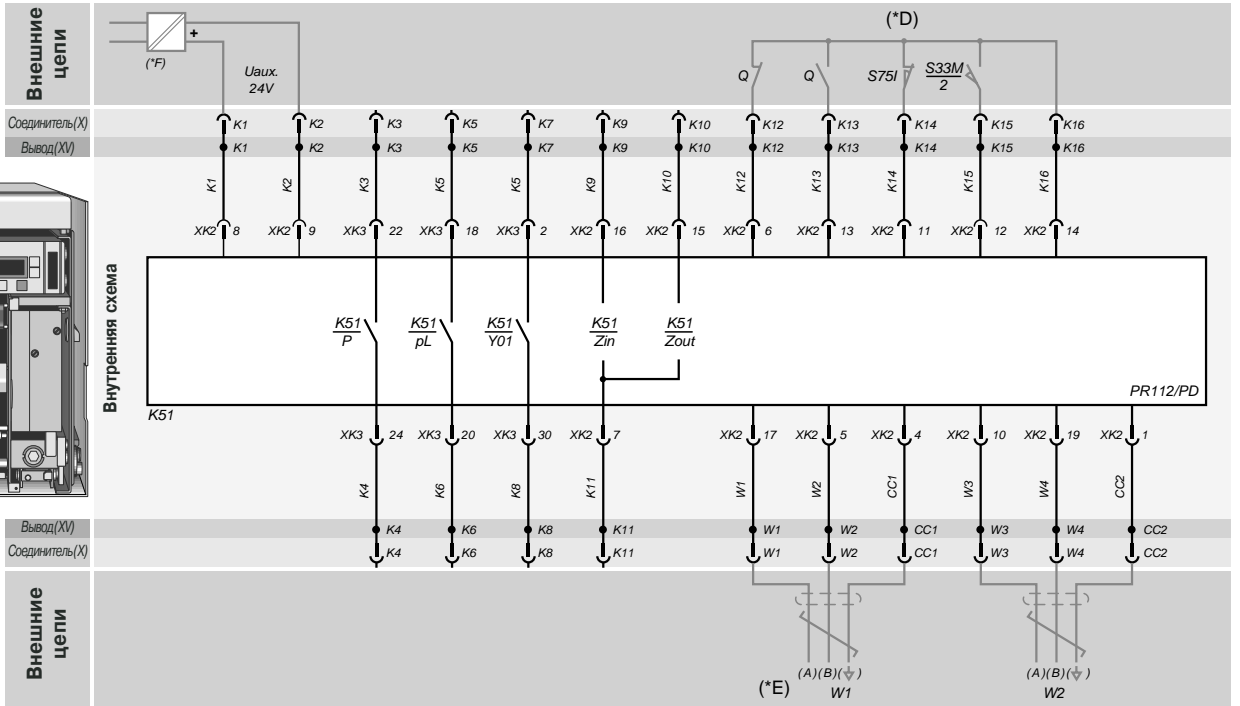 Внешние цепи
(*F)
+
Uaux.
24V
(*D)
Q
Q
S75I
S33M
2
Соединитель(X)
K1 K2 K3 K5 K7 K9 K10 K12 K13 K14 K15 K16
Вывод(XV)
K1 K2 K3 K5 K7 K9 K10 K12 K13 K14 K15 K16
Внутренняя схема
K1 K2 K3 K5 K5 K9 K10 K12 K13 K14 K15 K16
XK2 8 XK2 9 XK3 22 XK3 18 XK3 2 XK2 16 XK2 15 XK2 6 XK2 13 XK2 11 XK2 12 XK2 14
K51 K51 K51 K51 K51
P pL Y01 Zin Zout
PR112/PD
K51
XK3 24 XK3 20 XK3 30 XK2 7 XK2 17 XK2 5 XK2 4 XK2 10 XK2 19 XK2 1
K4 K6 K8 K11 W1 W2 CC1 W3 W4 CC2
Вывод(XV)
K4 K6 K8 K11 W1 W2 CC1 W3 W4 CC2
Соединитель(X)
K4 K6 K8 K11 W1 W2 CC1 W3 W4 CC2
Внешние цепи
(A)(B)( ) (A)(B)( )
(*E)
W1 W2